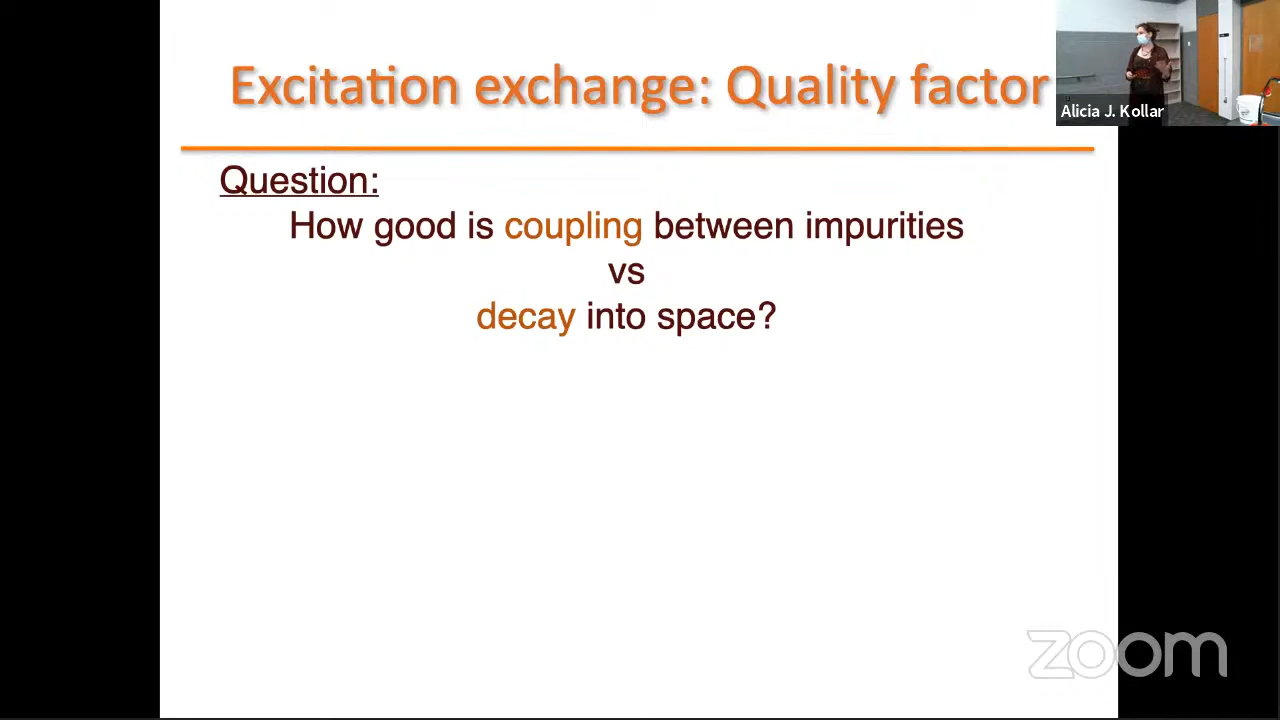 Excitation exchange: Quality factor
Alicia J. Kollar
Question:
How good is coupling between impurities
vs
decay into space?
zoom